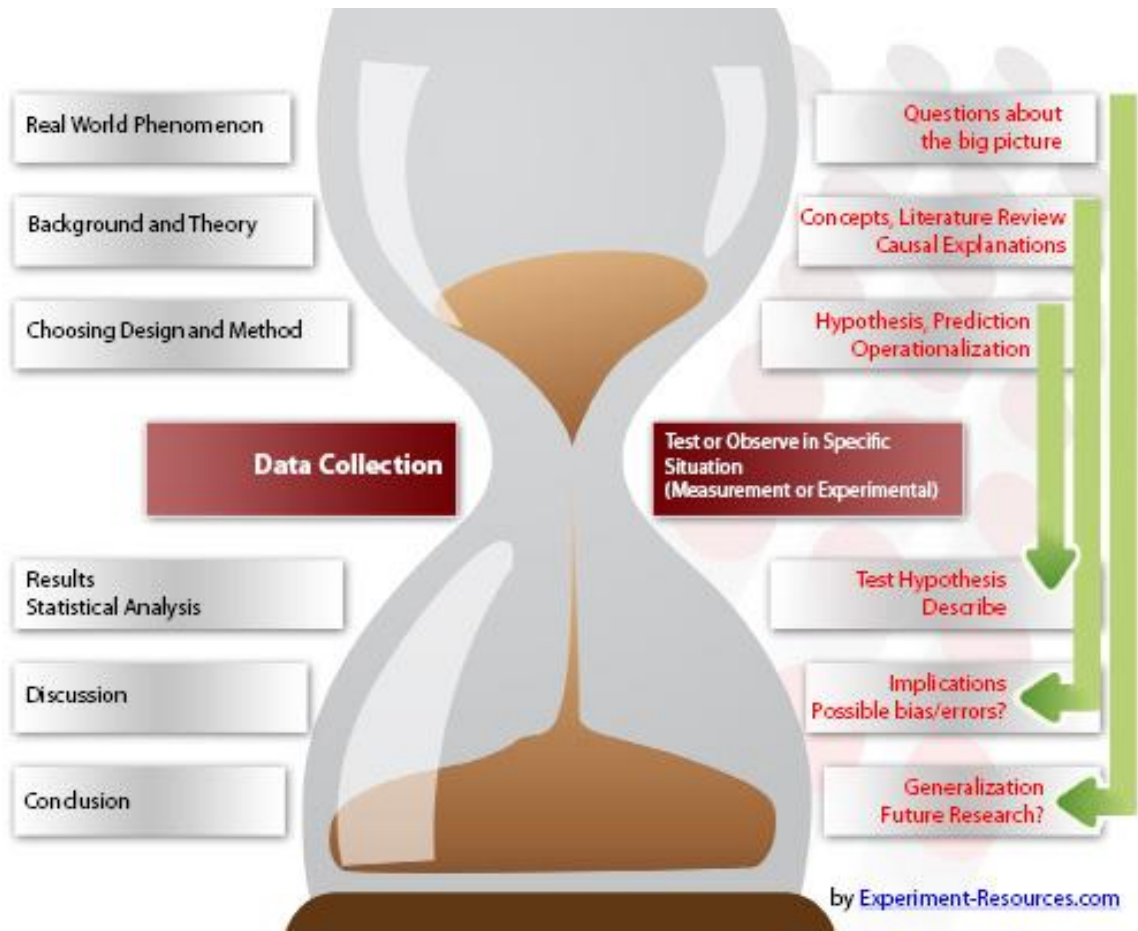 Real World Phenomenon
Questions about
the big picture
Background and Theory
Concepts, Literature Review
Causal Explanations
Choosing Design and Method
Hypothesis, Prediction
Operationalization
Data Collection
Test or Observe in Specific
Situation
(Measurement or Experimental)
Results
Statistical Analysis
Test Hypothesis
Describe
Discussion
Implications
Possible bias/errors?
Conclusion
Generalization
Future Research?
by Experiment-Resources.com